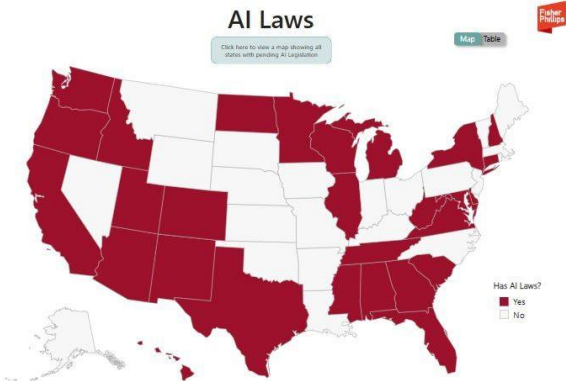 AI Laws
Fisher
Phillips
Click here to view a map showing all
states with pending AI Legislation
Map Table
Has AI Laws?
Yes
No